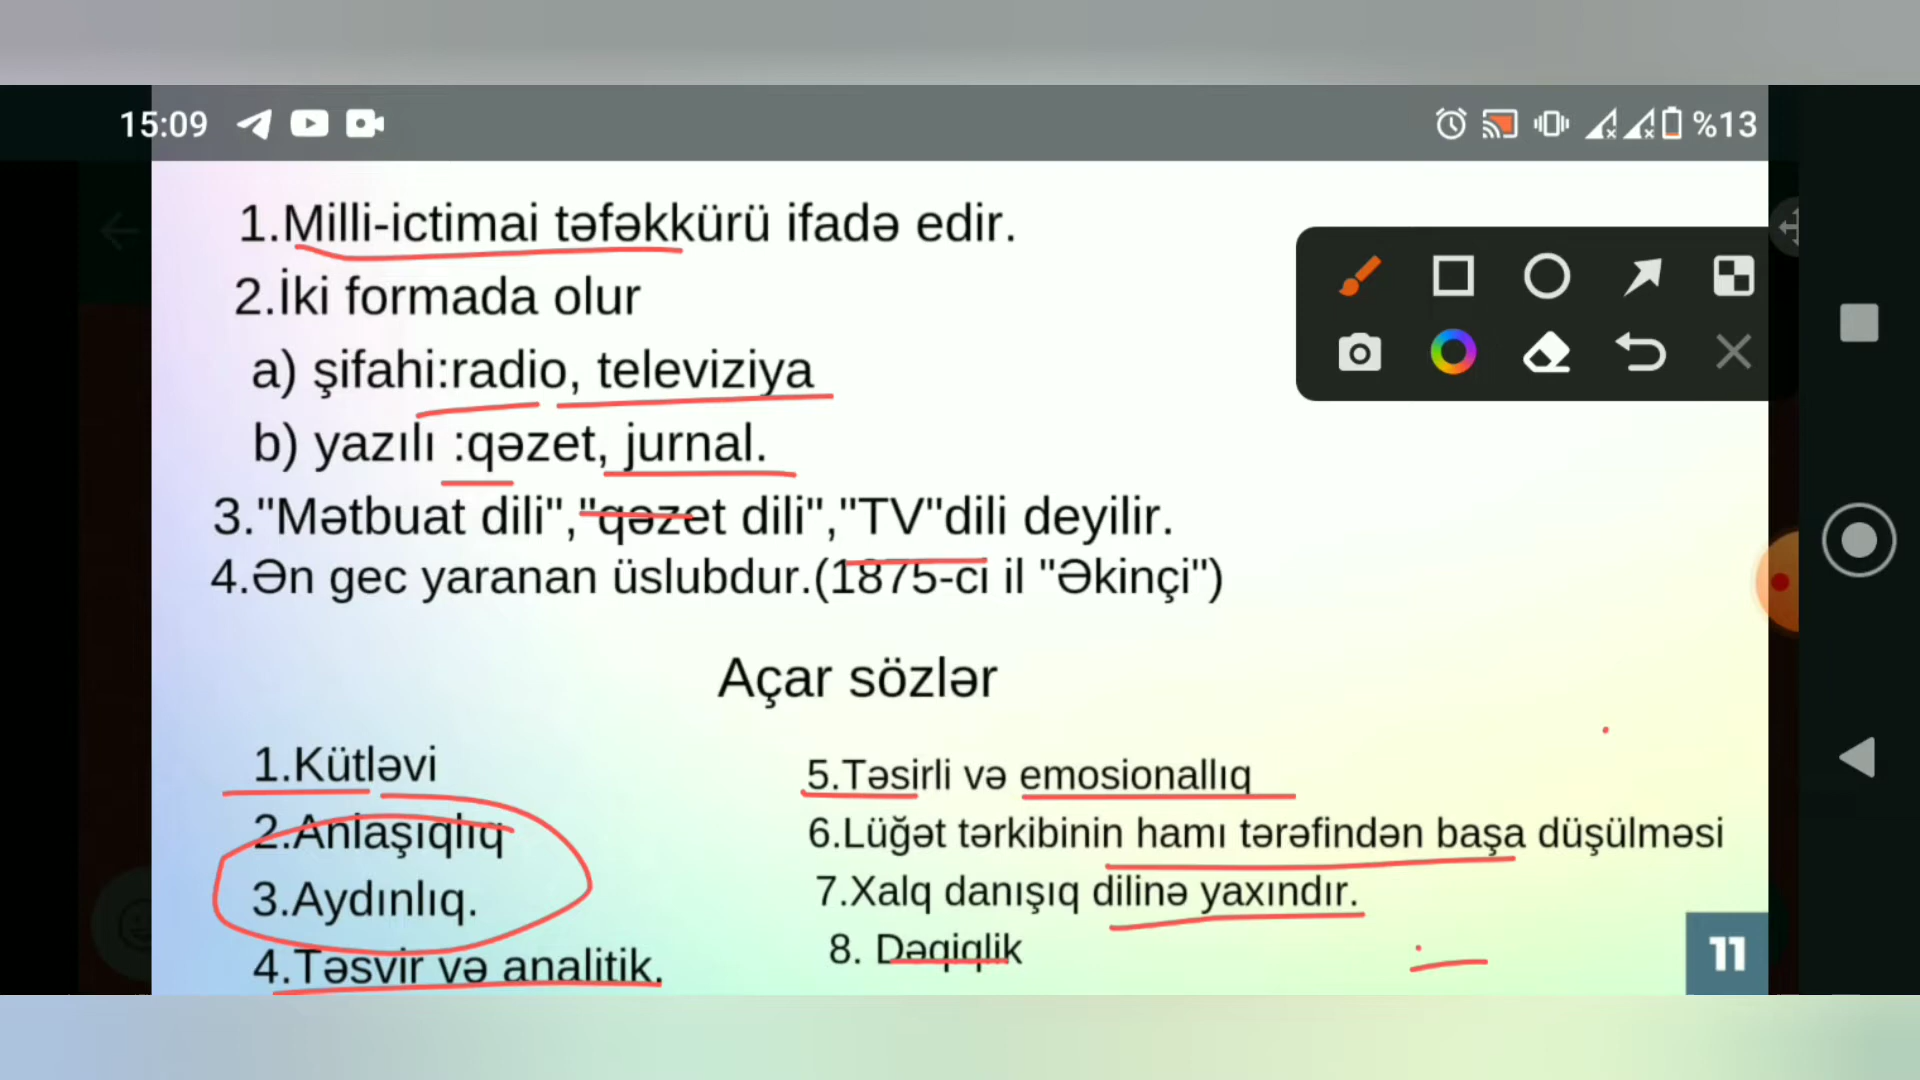 15:09
%13
1.Milli-ictimai təfəkkürü ifadə edir.
2.İki formada olur
a) şifahi:radio, televiziya
b) yazılı :qəzet, jurnal.
3."Mətbuat dili","qəzet dili","TV"dili deyilir.
4.Ən gec yaranan üslubdur.(1875-ci il "Əkinçi")
Açar sözlər
1.Kütləvi
2.Anlaşıqlıq
3.Aydınlıq.
4.Təsvir və analitik.
5.Təsirli və emosionallıq
6.Lüğət tərkibinin hamı tərəfindən başa düşülməsi
7.Xalq danışıq dilinə yaxındır.
8. Dəqiqlik
11